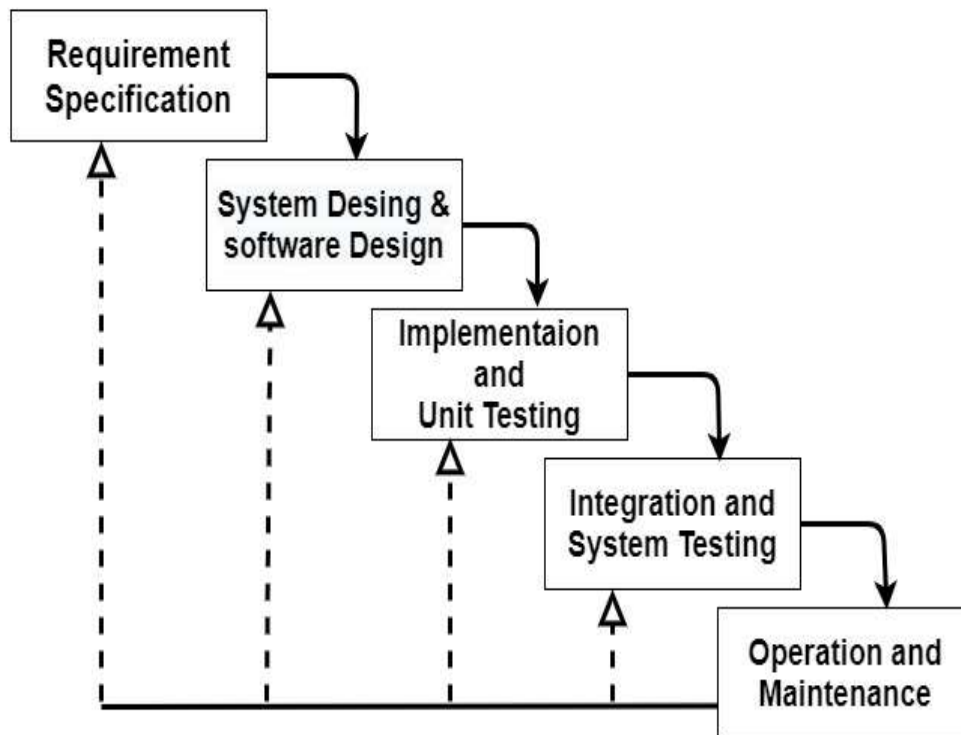 Requirement
Specification
System Desing &
software Design
Implementaion
and
Unit Testing
Integration and
System Testing
Operation and
Maintenance